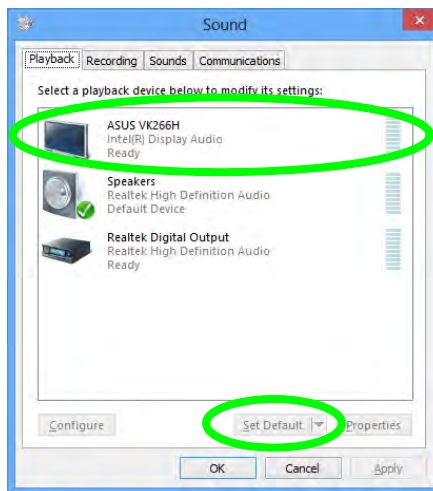 Sound
Playback Recording Sounds Communications
Select a playback device below to modify its settings:
ASUS VK266H
Intel(R) Display Audio
Ready
Speakers
Realtek High Definition Audio
Default Device
Realtek Digital Output
Realtek High Definition Audio
Ready
Configure Set Default Properties
OK Cancel Apply